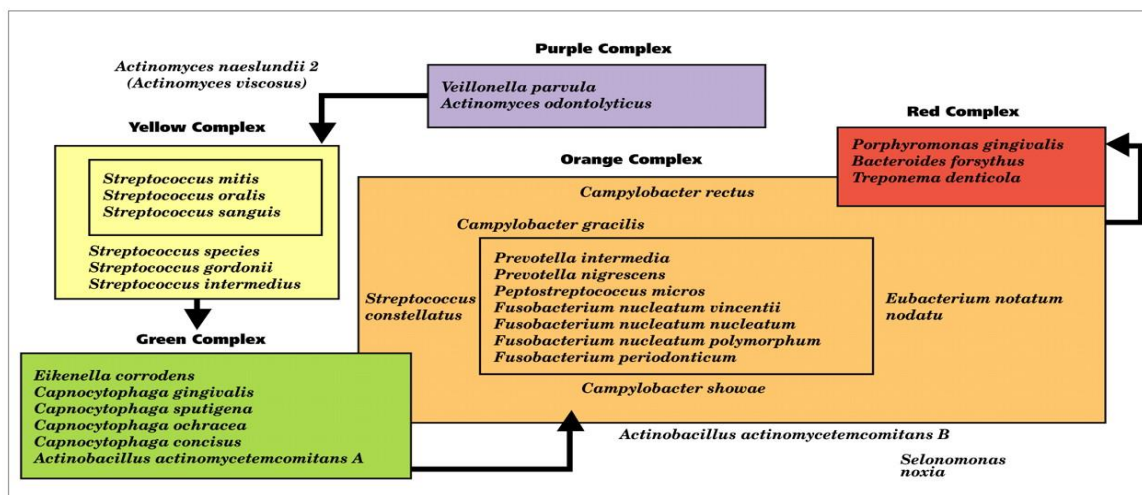 Purple Complex
Actinomyces naeslundii 2
(Actinomyces viscosus)
Veillonella parvula
Actinomyces odontolyticus
Yellow Complex
Streptococcus mitis
Streptococcus oralis
Streptococcus sanguis
Streptococcus species
Streptococcus gordonii
Streptococcus intermedius
Green Complex
Eikenella corrodens
Capnocytophaga gingivalis
Capnocytophaga sputigena
Capnocytophaga ochracea
Capnocytophaga concisus
Actinobacillus actinomycetemcomitans A
Orange Complex
Campylobacter rectus
Campylobacter gracilis
Prevotella intermedia
Prevotella nigrescens
Peptostreptococcus micros
Fusobacterium nucleatum vincentii
Fusobacterium nucleatum nucleatum
Fusobacterium nucleatum polymorphum
Fusobacterium periodonticum
Streptococcus
constellatus
Eubacterium notatum
nodatu
Campylobacter showae
Red Complex
Porphyromonas gingivalis
Bacteroides forsythus
Treponema denticola
Actinobacillus actinomycetemcomitans B
Selonomonas
noxia